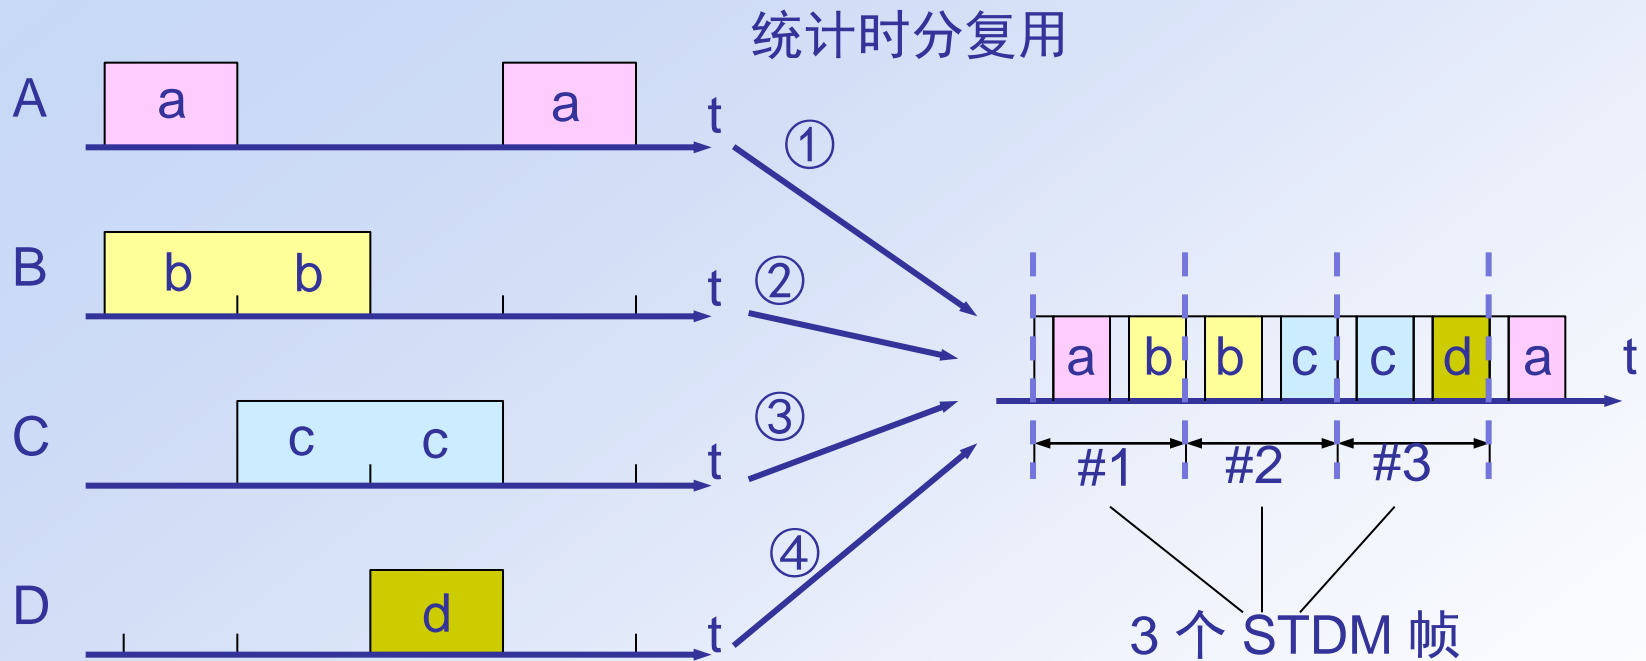 统计时分复用
A a a t
①
B b b t
②
a b b c c d a t
C c c t
③
#1 #2 #3
D d t
④
3 个 STDM 帧